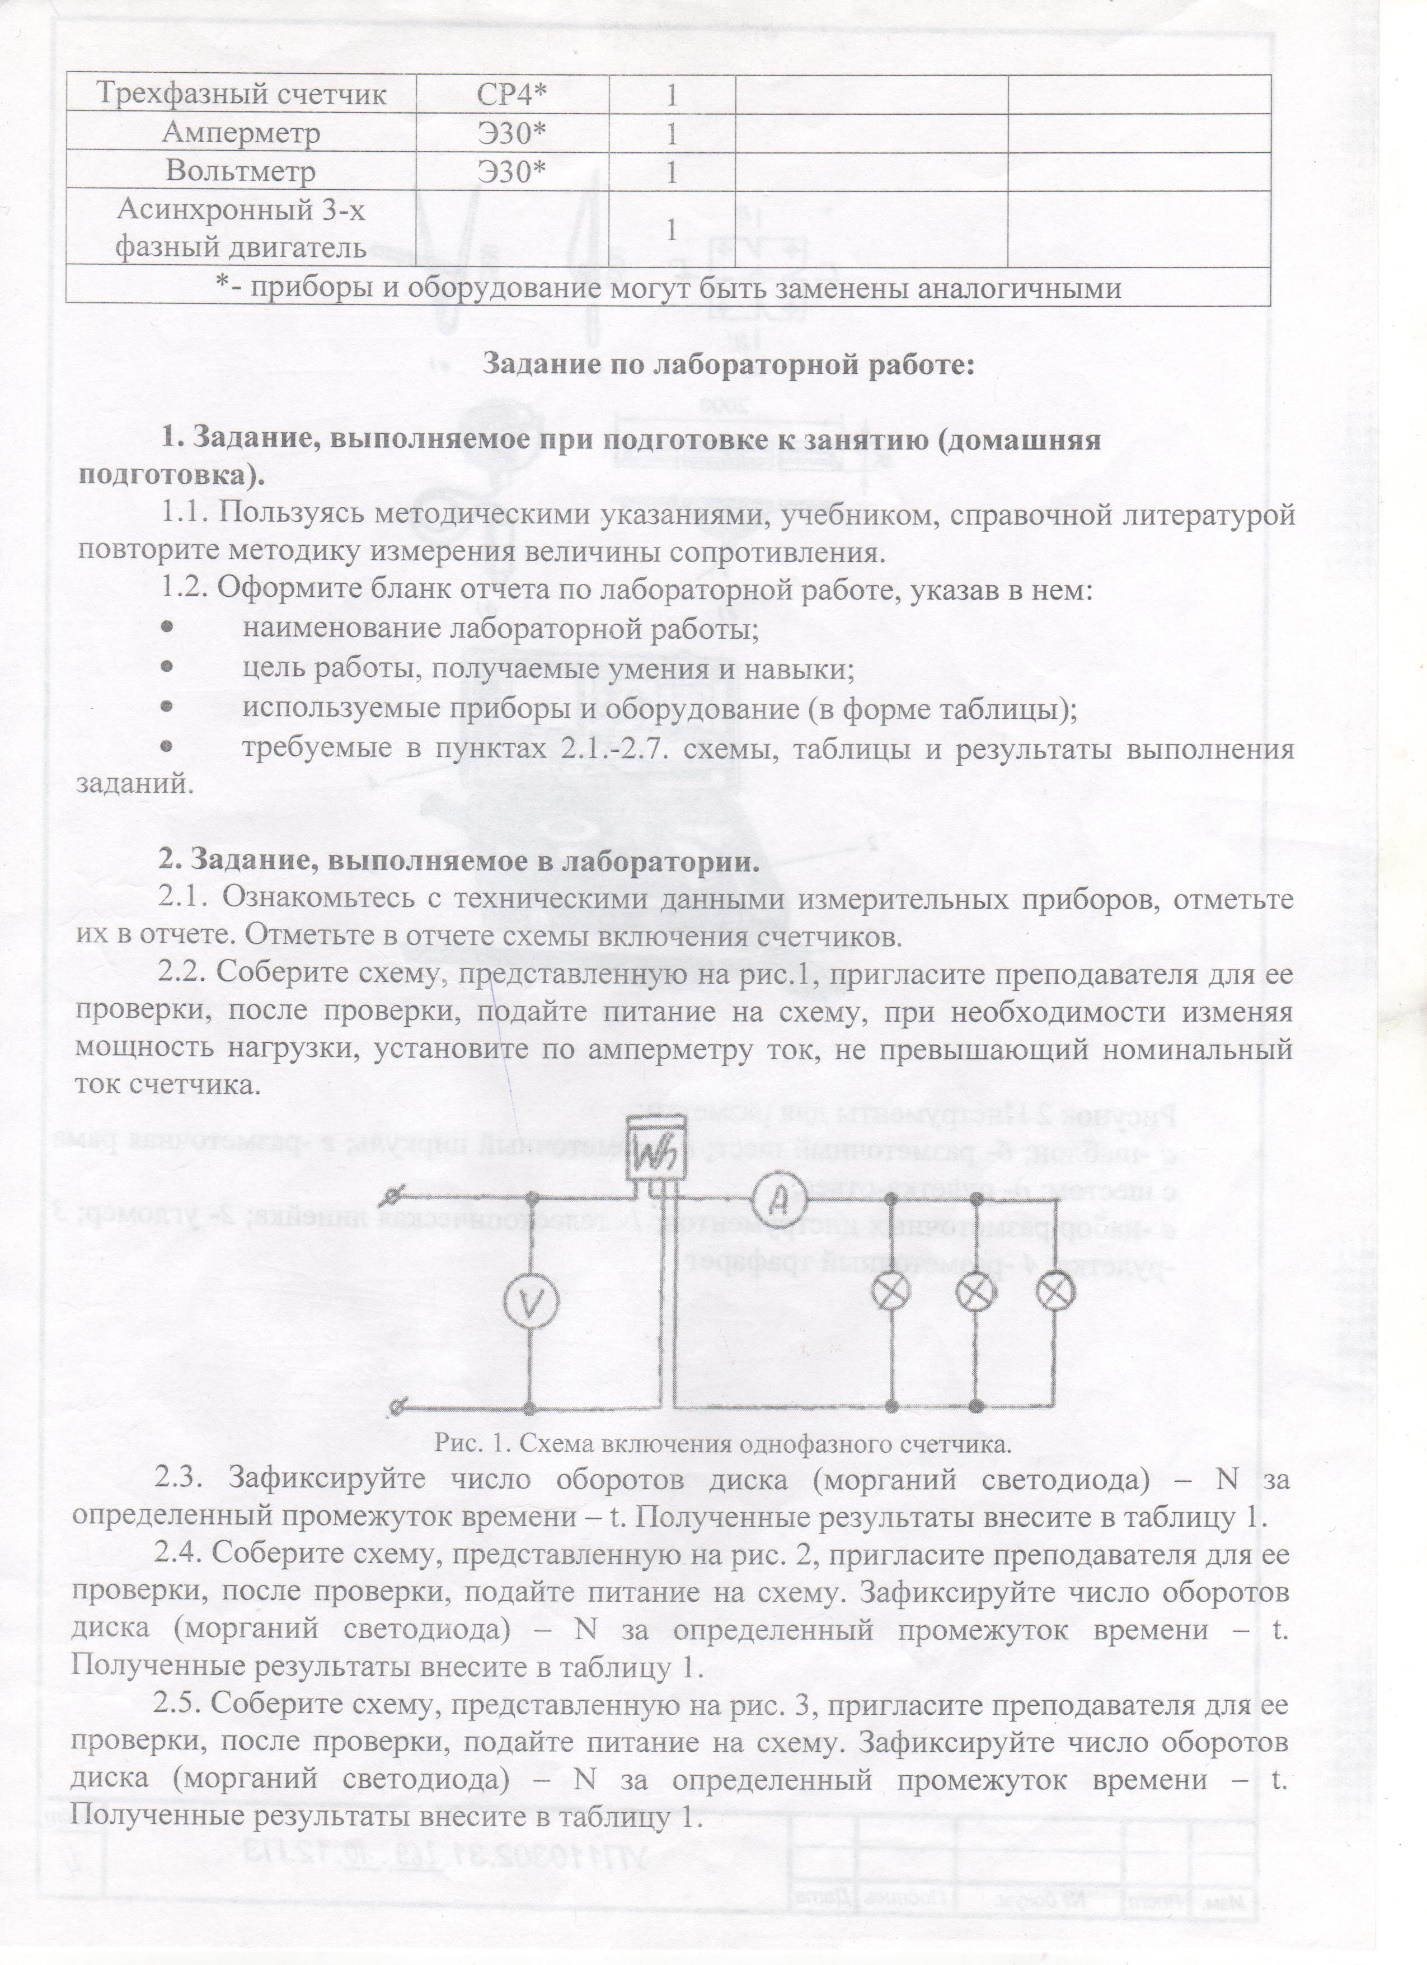 Трехфазный счетчик СР4* 1
Амперметр Э30* 1
Вольтметр Э30* 1
Асинхронный 3-х
фазный двигатель 1
*- приборы и оборудование могут быть заменены аналогичными
Задание по лабораторной работе:
1. Задание, выполняемое при подготовке к занятию (домашняя
подготовка).
1.1. Пользуясь методическими указаниями, учебником, справочной литературой
повторите методику измерения величины сопротивления.
1.2. Оформите бланк отчета по лабораторной работе, указав в нем:
• наименование лабораторной работы;
• цель работы, получаемые умения и навыки;
• используемые приборы и оборудование (в форме таблицы);
• требуемые в пунктах 2.1.-2.7. схемы, таблицы и результаты выполнения
заданий.
2. Задание, выполняемое в лаборатории.
2.1. Ознакомьтесь с техническими данными измерительных приборов, отметьте
их в отчете. Отметьте в отчете схемы включения счетчиков.
2.2. Соберите схему, представленную на рис.1, пригласите преподавателя для ее
проверки, после проверки, подайте питание на схему, при необходимости изменяя
мощность нагрузки, установите по амперметру ток, не превышающий номинальный
ток счетчика.
Wh
A
V
Рис. 1. Схема включения однофазного счетчика.
2.3. Зафиксируйте число оборотов диска (морганий светодиода) – N за
определенный промежуток времени – t. Полученные результаты внесите в таблицу 1.
2.4. Соберите схему, представленную на рис. 2, пригласите преподавателя для ее
проверки, после проверки, подайте питание на схему. Зафиксируйте число оборотов
диска (морганий светодиода) – N за определенный промежуток времени – t.
Полученные результаты внесите в таблицу 1.
2.5. Соберите схему, представленную на рис. 3, пригласите преподавателя для ее
проверки, после проверки, подайте питание на схему. Зафиксируйте число оборотов
диска (морганий светодиода) – N за определенный промежуток времени – t.
Полученные результаты внесите в таблицу 1.